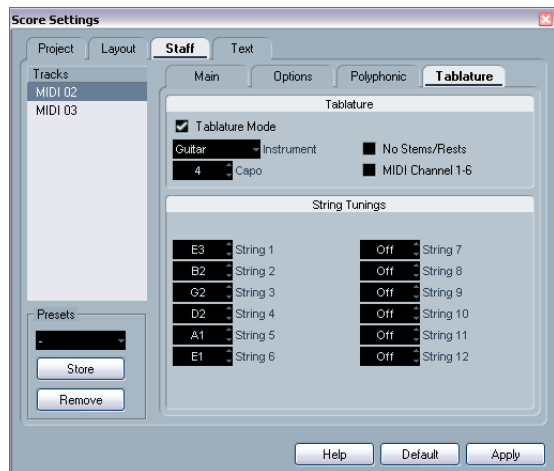 Score Settings
Project Layout Staff Text
Tracks
MIDI 02
MIDI 03
Main Options Polyphonic Tablature
Tablature
Tablature Mode
Guitar Instrument No Stems/Rests
4 Capo MIDI Channel 1-6
String Tunings
E3 String 1 Off String 7
B2 String 2 Off String 8
G2 String 3 Off String 9
D2 String 4 Off String 10
A1 String 5 Off String 11
E1 String 6 Off String 12
Presets
-
Store
Remove
Help Default Apply